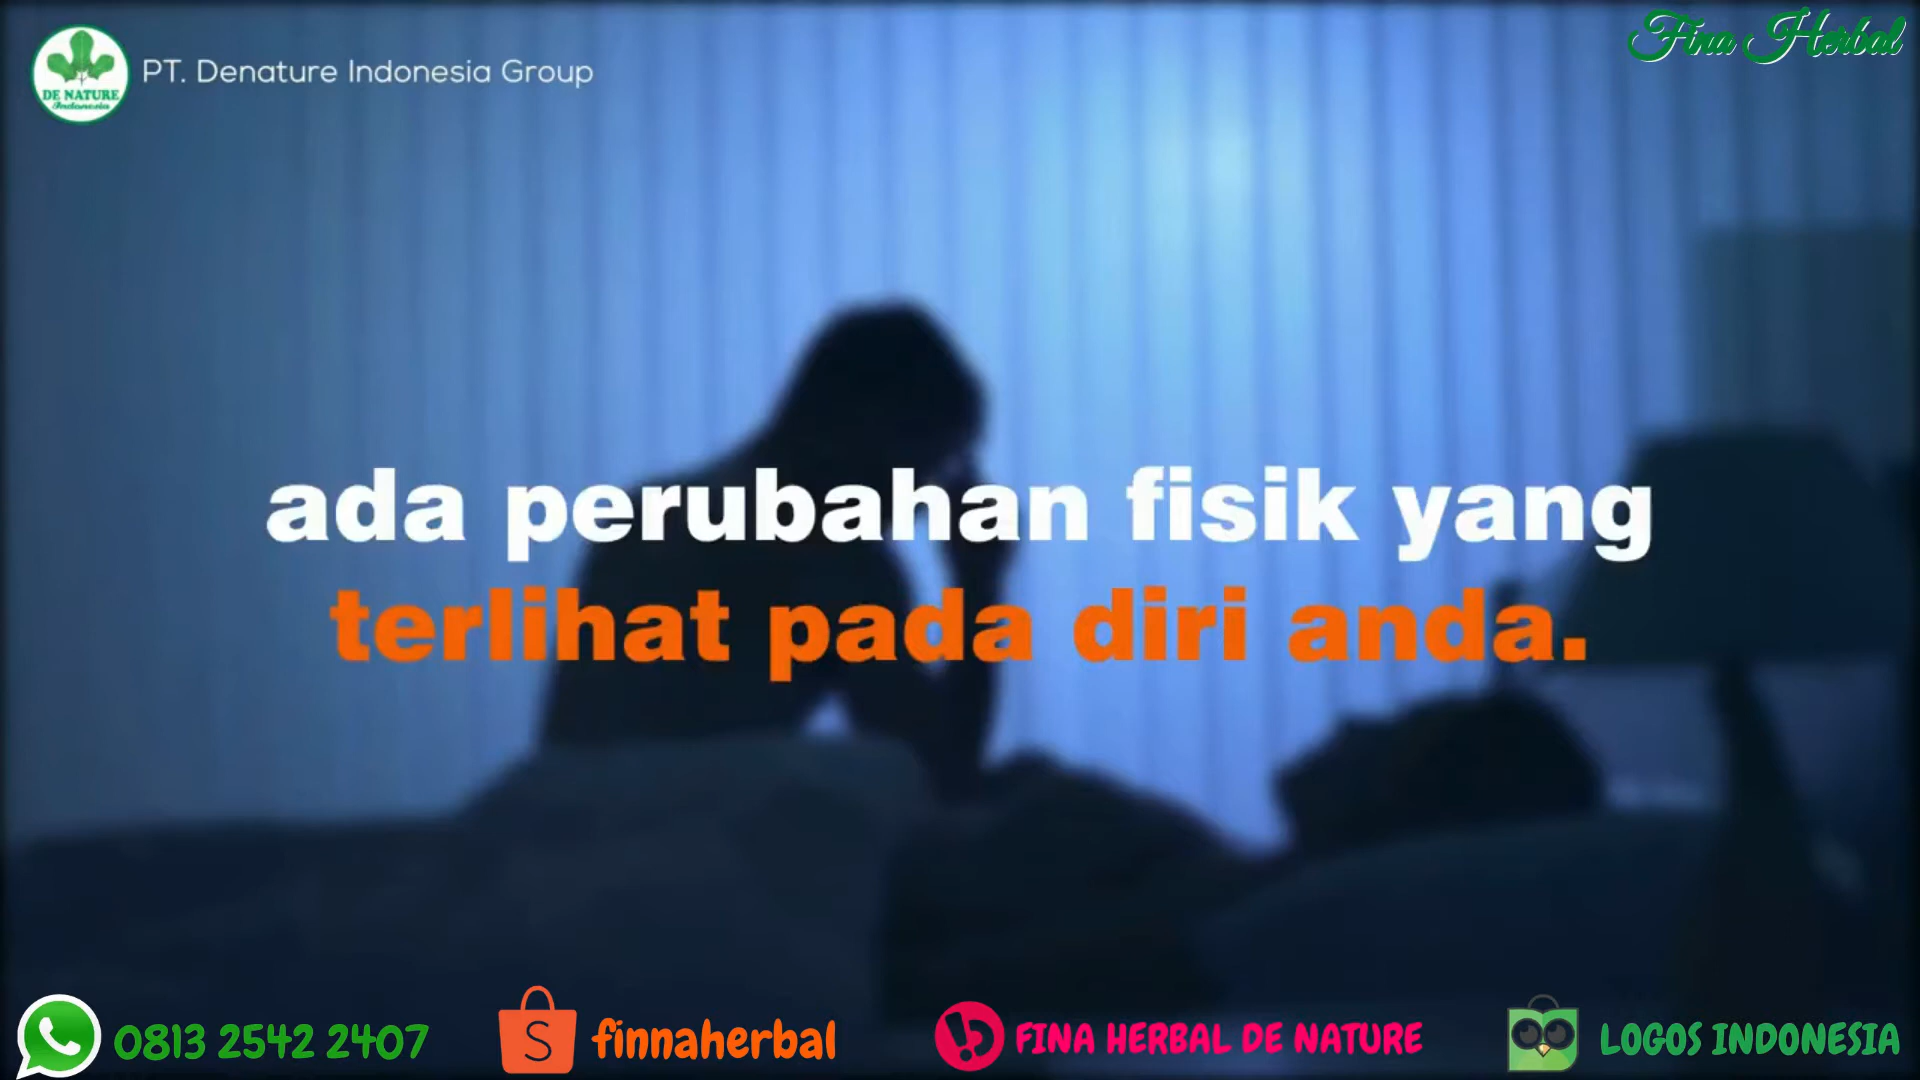 DE NATURE
Indonesia
PT. Denature Indonesia Group
Fina Herbal
ada perubahan fisik yang
terlihat pada diri anda.
0813 2542 2407
S
finnaherbal
FINA HERBAL DE NATURE
LOGOS INDONESIA